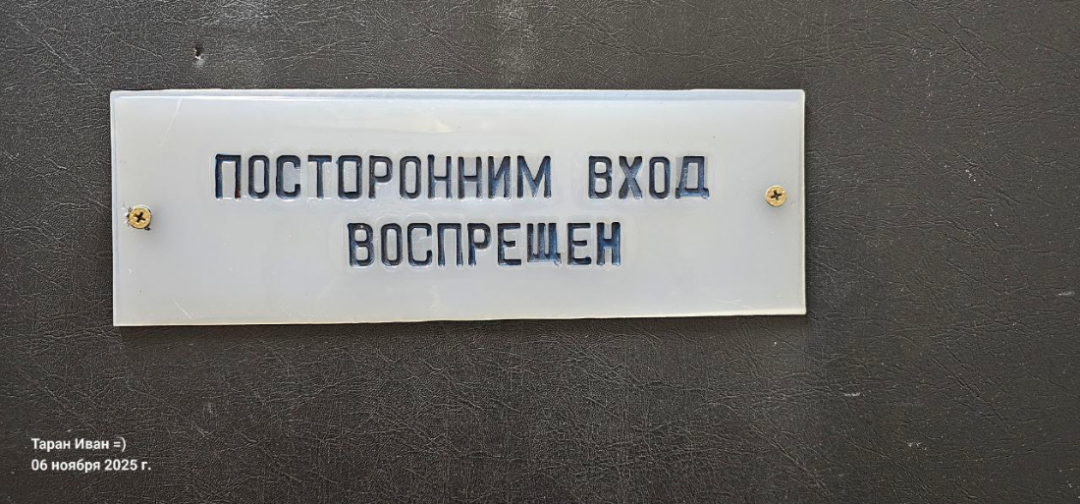 ПОСТОРОННИМ ВХОД
ВОСПРЕЩЕН
Таран Иван =)
06 ноября 2025 г.